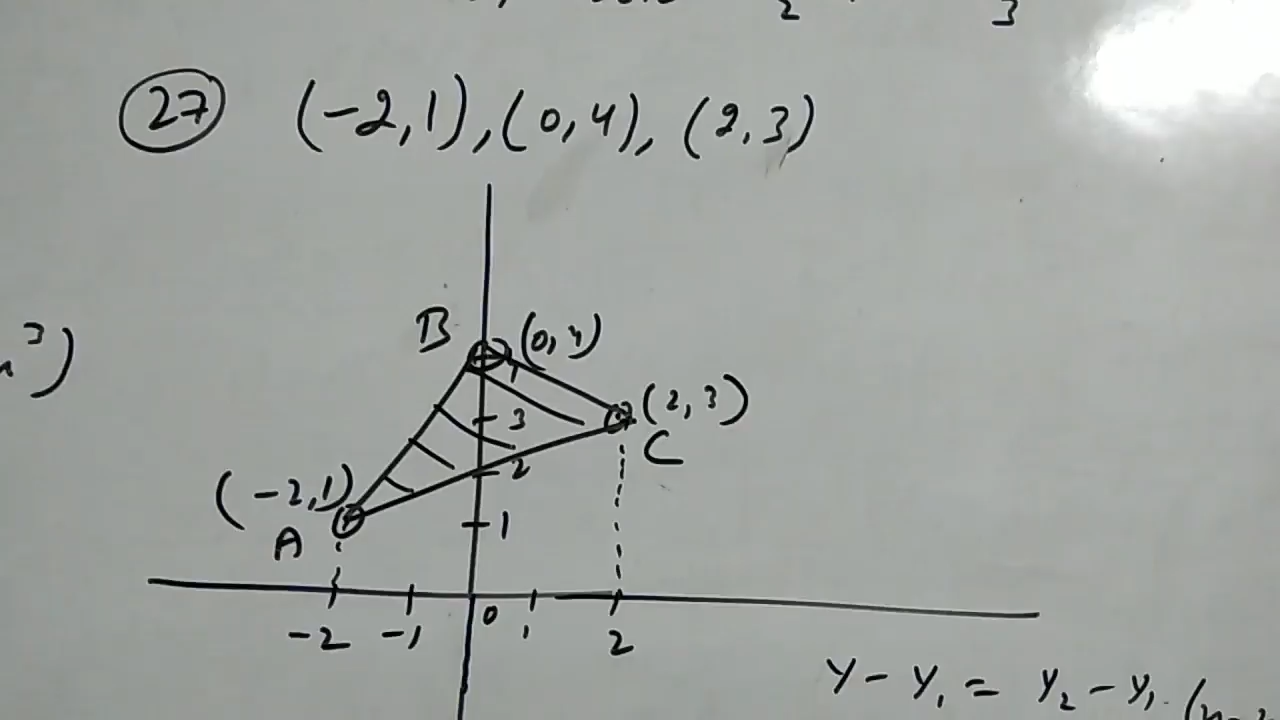 27 (-2,1), (0,4), (2,3)
B (0,4)
(2,3)
3
C
2
(-2,1)
A
1
-2 -1 0 1 2
y - y₁ = y₂ - y₁